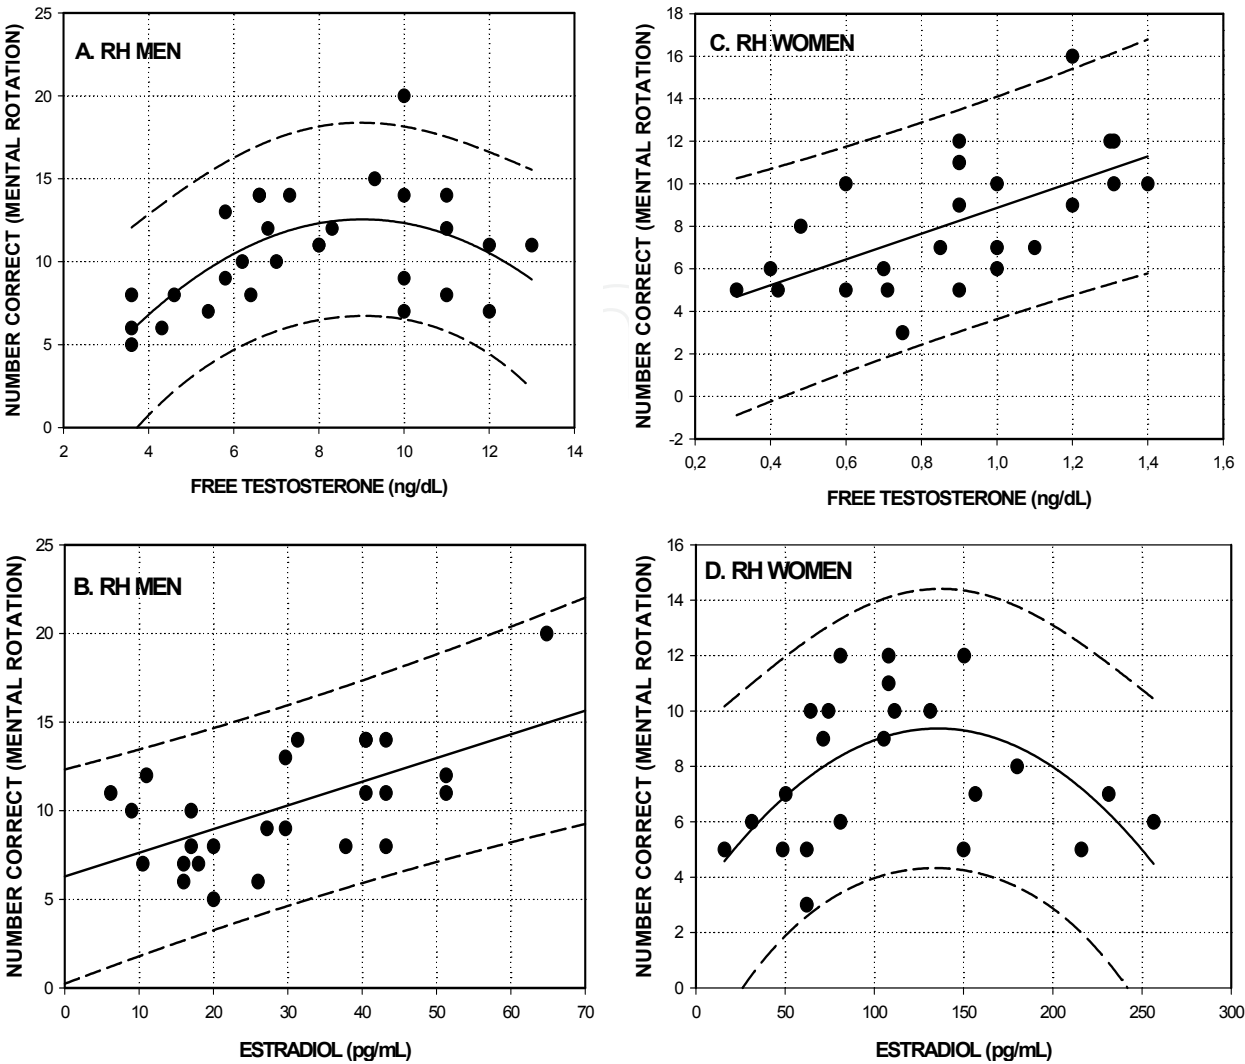 A. RH MEN
NUMBER CORRECT (MENTAL ROTATION)
25
20
15
10
5
0
2 4 6 8 10 12 14
FREE TESTOSTERONE (ng/dL)
C. RH WOMEN
NUMBER CORRECT (MENTAL ROTATION)
18
16
14
12
10
8
6
4
2
0
-2
0,2 0,4 0,6 0,8 1,0 1,2 1,4 1,6
FREE TESTOSTERONE (ng/dL)
B. RH MEN
NUMBER CORRECT (MENTAL ROTATION)
25
20
15
10
5
0
0 10 20 30 40 50 60 70
ESTRADIOL (pg/mL)
D. RH WOMEN
NUMBER CORRECT (MENTAL ROTATION)
16
14
12
10
8
6
4
2
0
0 50 100 150 200 250 300
ESTRADIOL (pg/mL)